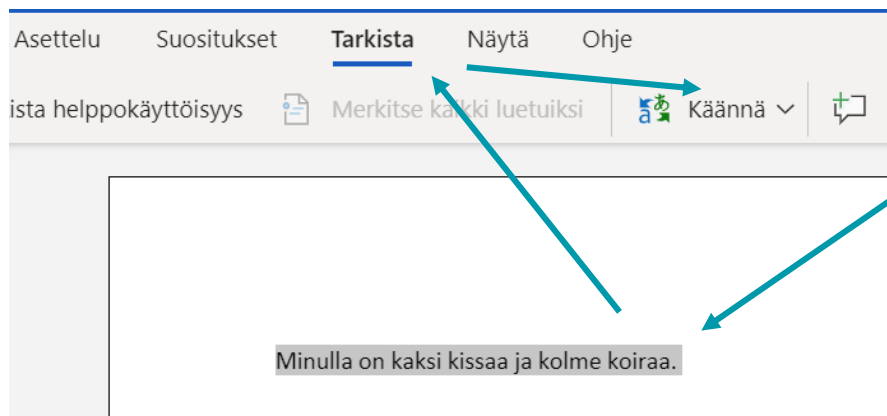 Asettelu Suositukset Tarkista Näytä Ohje
ista helppokäyttöisyys Merkitse kaikki luetuiksi Käännä
Minulla on kaksi kissaa ja kolme koiraa.